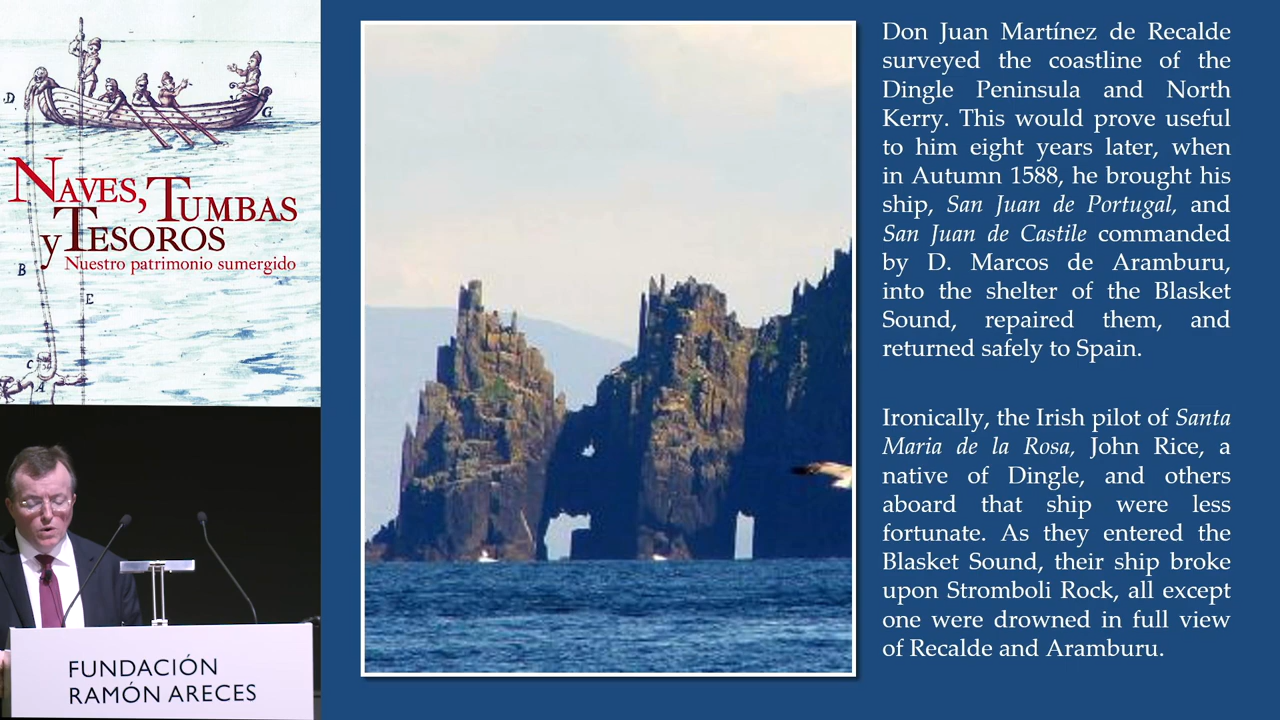 D
G
NAVES, TUMBAS
y TESOROS
Nuestro patrimonio sumergido
B
E
C
A
FUNDACIÓN
RAMÓN ARECES
Don Juan Martínez de Recalde
surveyed the coastline of the
Dingle Peninsula and North
Kerry. This would prove useful
to him eight years later, when
in Autumn 1588, he brought his
ship, San Juan de Portugal, and
San Juan de Castile commanded
by D. Marcos de Aramburu,
into the shelter of the Blasket
Sound, repaired them, and
returned safely to Spain.
Ironically, the Irish pilot of Santa
Maria de la Rosa, John Rice, a
native of Dingle, and others
aboard that ship were less
fortunate. As they entered the
Blasket Sound, their ship broke
upon Stromboli Rock, all except
one were drowned in full view
of Recalde and Aramburu.